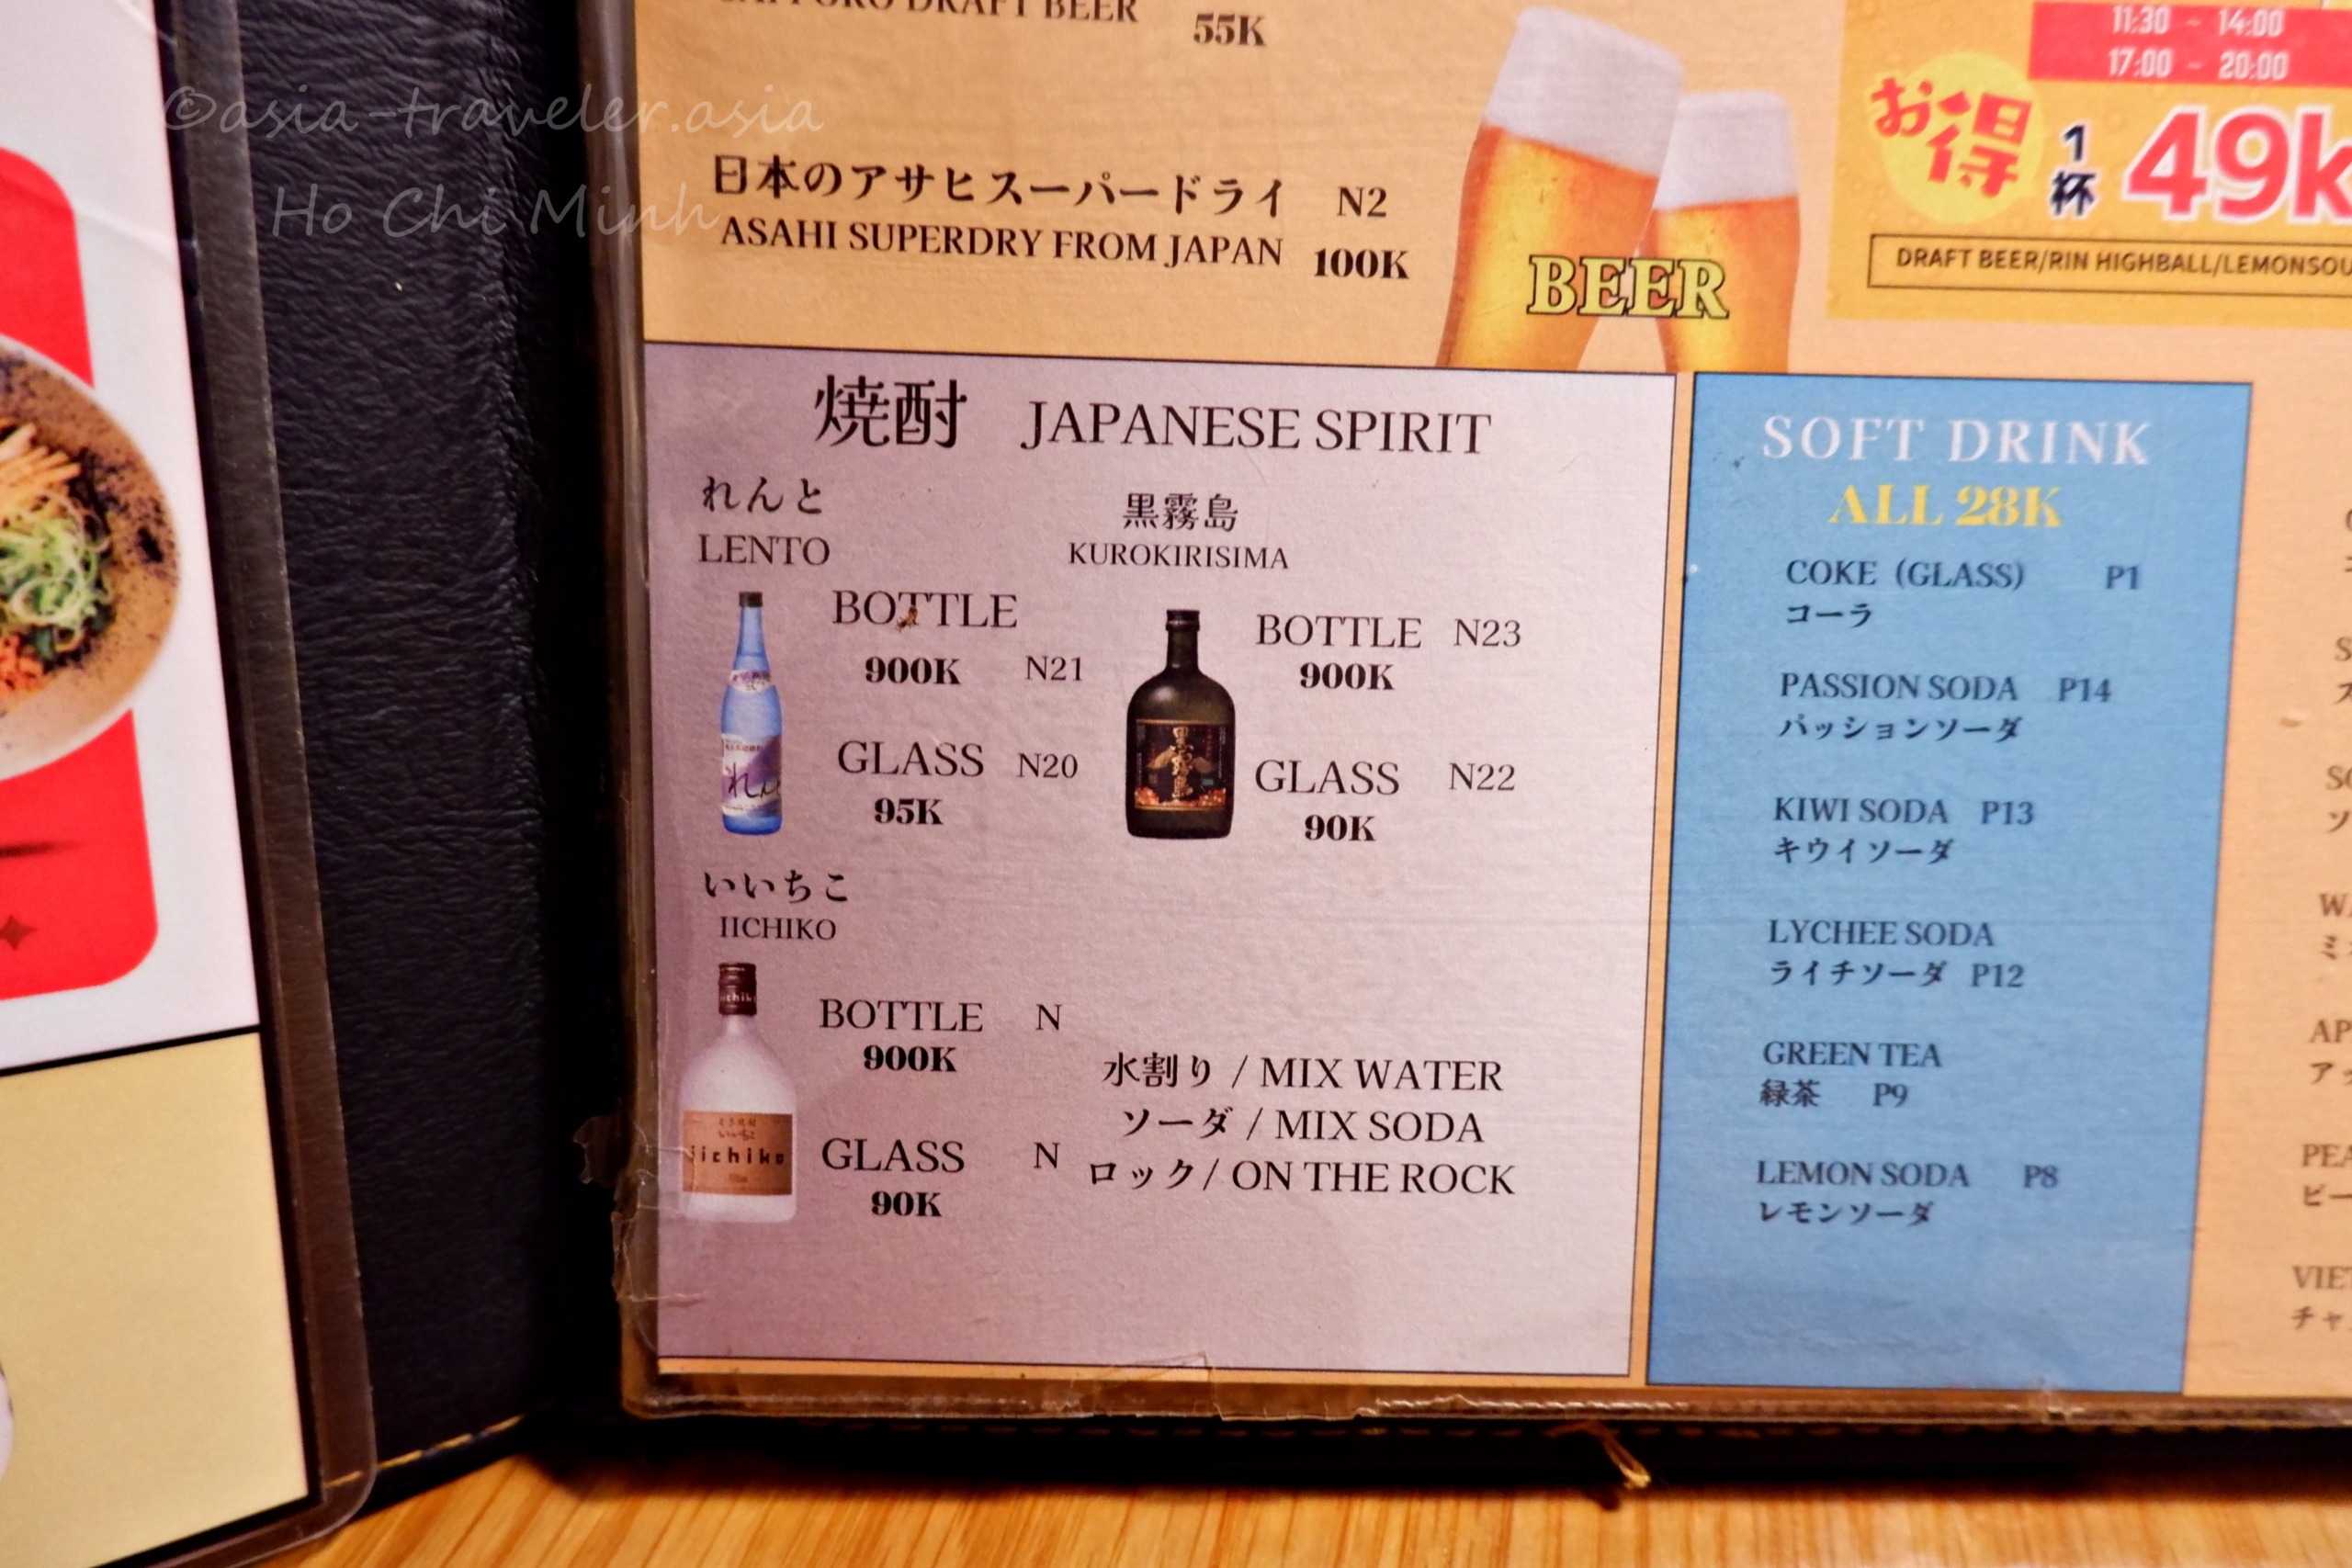 ©asia-traveler.asia
Ho Chi Minh
SAPPORO DRAFT BEER 55K
日本のアサヒスーパードライ N2
ASAHI SUPERDRY FROM JAPAN 100K
BEER
11:30 ~ 14:00
17:00 ~ 20:00
お得 1杯 49k
DRAFT BEER/RIN HIGHBALL/LEMONSOU
焼酎 JAPANESE SPIRIT
れんと
LENTO
BOTTLE
900K N21
GLASS N20
95K
黒霧島
KUROKIRISIMA
BOTTLE N23
900K
GLASS N22
90K
いいちこ
IICHIKO
BOTTLE N
900K
GLASS N
90K
iichiko
水割り / MIX WATER
ソーダ / MIX SODA
ロック/ ON THE ROCK
SOFT DRINK
ALL 28K
COKE (GLASS) P1
コーラ
PASSION SODA P14
パッションソーダ
KIWI SODA P13
キウイソーダ
LYCHEE SODA
ライチソーダ P12
GREEN TEA
緑茶 P9
LEMON SODA P8
レモンソーダ